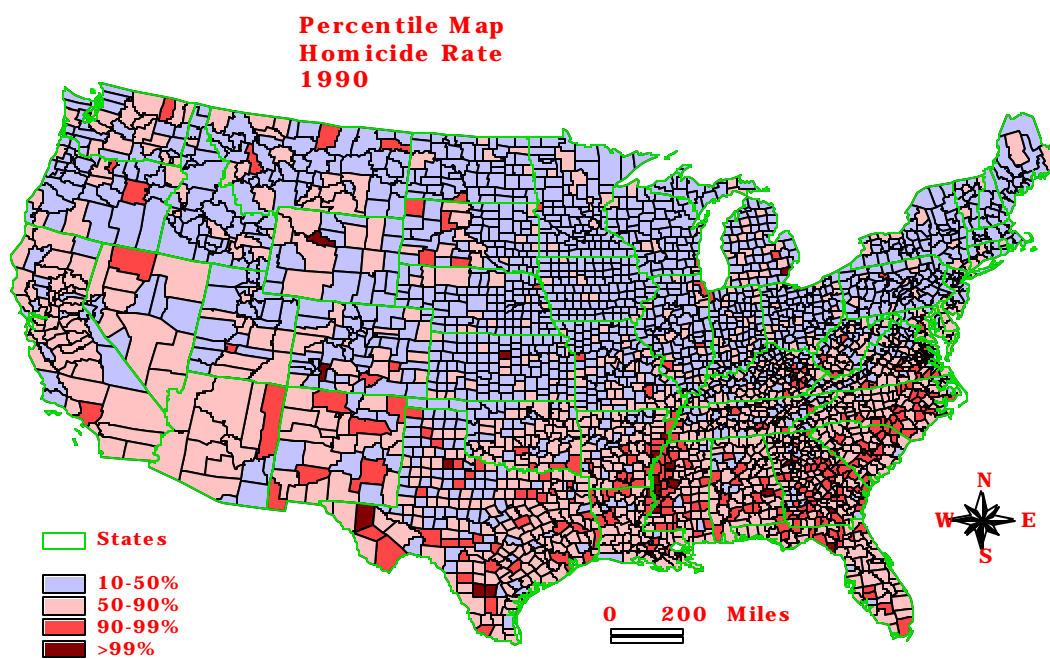 Percentile Map
Homicide Rate
1990
N
W E
S
States
10-50%
50-90%
90-99%
>99%
0 200 Miles